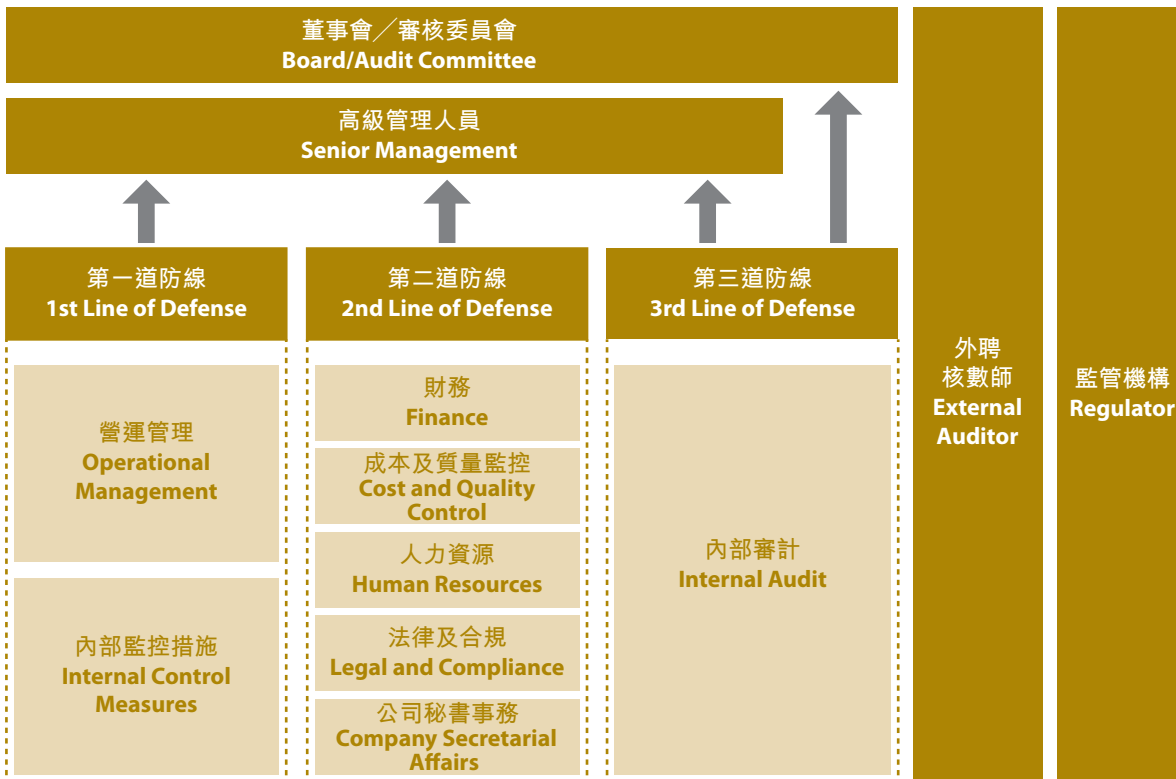 董事會／審核委員會
Board/Audit Committee
高級管理人員
Senior Management
第一道防線
1st Line of Defense
營運管理
Operational
Management
內部監控措施
Internal Control
Measures
第二道防線
2nd Line of Defense
財務
Finance
成本及質量監控
Cost and Quality
Control
人力資源
Human Resources
法律及合規
Legal and Compliance
公司秘書事務
Company Secretarial
Affairs
第三道防線
3rd Line of Defense
內部審計
Internal Audit
外聘
核數師
External
Auditor
監管機構
Regulator